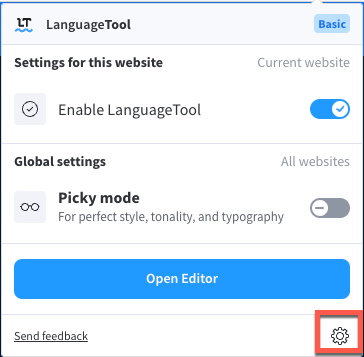 LT LanguageTool Basic
Settings for this website Current website
Enable LanguageTool
Global settings All websites
Picky mode
For perfect style, tonality, and typography
Open Editor
Send feedback